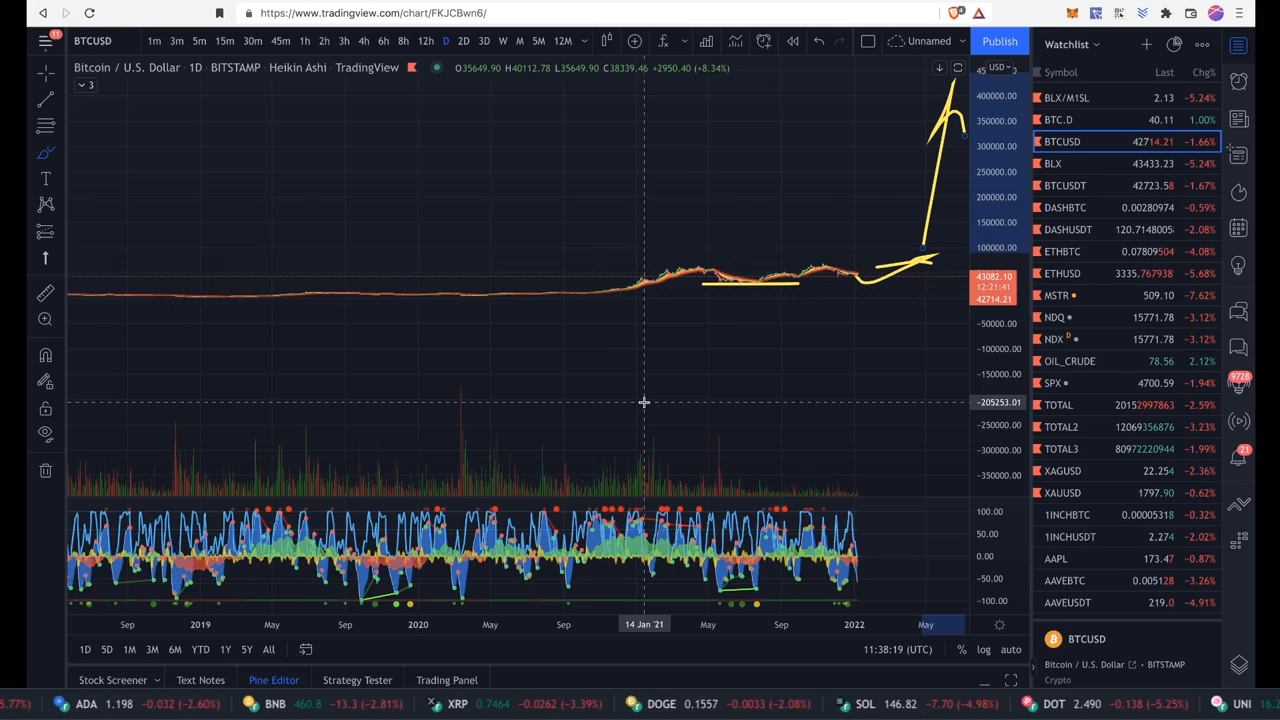 https://www.tradingview.com/chart/FKJCBwn6/
4
BTCUSD 1m 3m 5m 15m 30m 1h 2h 3h 4h 6h 8h 12h D 2D 3D W M 5M 12M Unnamed Publish Watchlist
Bitcoin / U.S. Dollar · 1D · BITSTAMP · Heikin Ashi · TradingView O35649.90 H40112.78 L35649.90 C38339.46 +2950.40 (+8.34%)
3
USD
400000.00
350000.00
300000.00
250000.00
200000.00
150000.00
100000.00
43082.10
12:21:41
42714.21
−50000.00
−100000.00
−150000.00
−205253.01
−250000.00
−300000.00
−350000.00
100.00
50.00
0.00
−50.00
−100.00
Sep 2019 May Sep 2020 May Sep 14 Jan '21 May Sep 2022 May
1D 5D 1M 3M 6M YTD 1Y 5Y All 11:38:19 (UTC) % log auto
Stock Screener Text Notes Pine Editor Strategy Tester Trading Panel
Symbol Last Chg%
BLX/M1SL 2.13 −5.24%
BTC.D 40.11 1.00%
BTCUSD 42714.21 −1.66%
BLX 43433.23 −5.24%
BTCUSDT 42723.58 −1.67%
DASHBTC 0.00280974 −0.59%
DASHUSDT 120.7148005 −2.08%
ETHBTC 0.07809504 −4.08%
ETHUSD 3335.767938 −5.68%
MSTR 509.10 −7.62%
NDQ 15771.78 −3.12%
NDX D 15771.78 −3.12%
OIL_CRUDE 78.56 2.12%
SPX 4700.59 −1.94%
TOTAL 20152997863 −2.59%
TOTAL2 12069356876 −3.23%
TOTAL3 80972220944 −1.99%
XAGUSD 22.254 −2.36%
XAUUSD 1797.90 −0.62%
1INCHBTC 0.00005318 −0.32%
1INCHUSDT 2.274 −2.02%
AAPL 173.47 −0.87%
AAVEBTC 0.005128 −3.26%
AAVEUSDT 219.0 −4.91%
BTCUSD
Bitcoin / U.S. Dollar · BITSTAMP
Crypto
9728
21
5.77%) ADA 1.198 −0.032 (−2.60%) BNB 460.8 −13.3 (−2.81%) XRP 0.7464 −0.0262 (−3.39%) DOGE 0.1557 −0.0033 (−2.08%) SOL 146.82 −7.70 (−4.98%) DOT 2.490 −0.138 (−5.25%) UNI 16.2